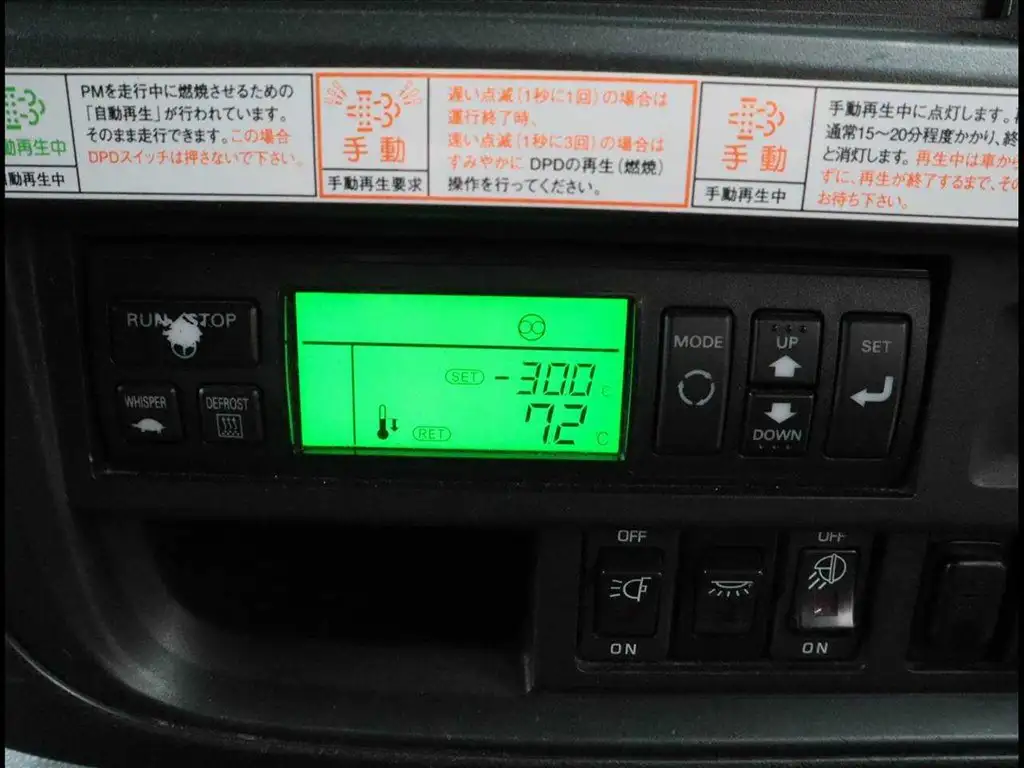 動再生中
動再生中
PMを走行中に燃焼させるための
「自動再生」が行われています。
そのまま走行できます。この場合
DPDスイッチは押さないで下さい。
手動
手動再生要求
遅い点滅(1秒に1回)の場合は
運行終了時、
速い点滅(1秒に3回)の場合は
すみやかに DPDの再生(燃焼)
操作を行ってください。
手動
手動再生中
手動再生中に点灯します。
通常15〜20分程度かかり、終
と消灯します。再生中は車か
ずに、再生が終了するまで、その
お待ち下さい。
RUN STOP
WHISPER
DEFROST
SET -30.0 C
RET 7.2 C
MODE
UP
DOWN
SET
OFF
ON
OFF
ON